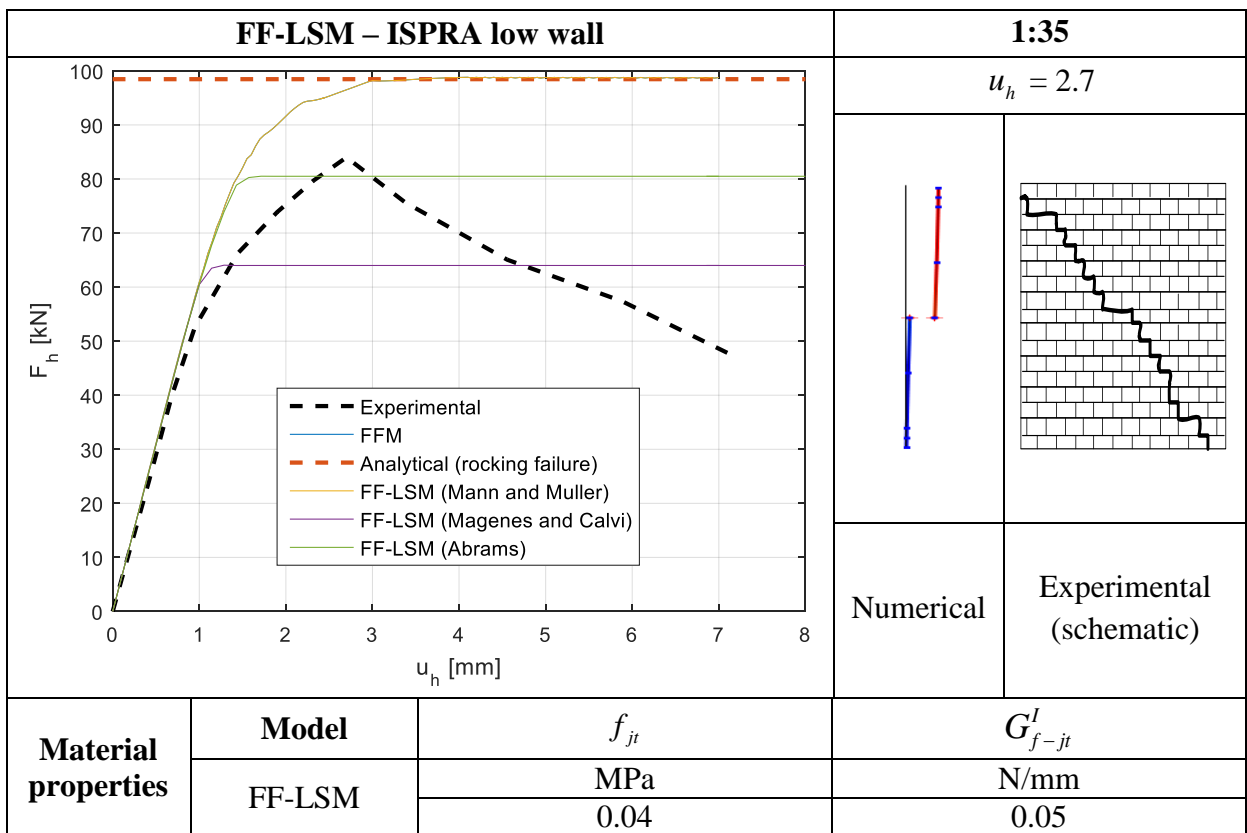 FF-LSM – ISPRA low wall
1:35
u_h = 2.7
100
90
80
70
60
50
40
30
20
10
0
F_h [kN]
0 1 2 3 4 5 6 7 8
u_h [mm]
Experimental
FFM
Analytical (rocking failure)
FF-LSM (Mann and Muller)
FF-LSM (Magenes and Calvi)
FF-LSM (Abrams)
Numerical
Experimental
(schematic)
Material
properties
Model
f_{jt}
G^I_{f-jt}
FF-LSM
MPa
N/mm
0.04
0.05